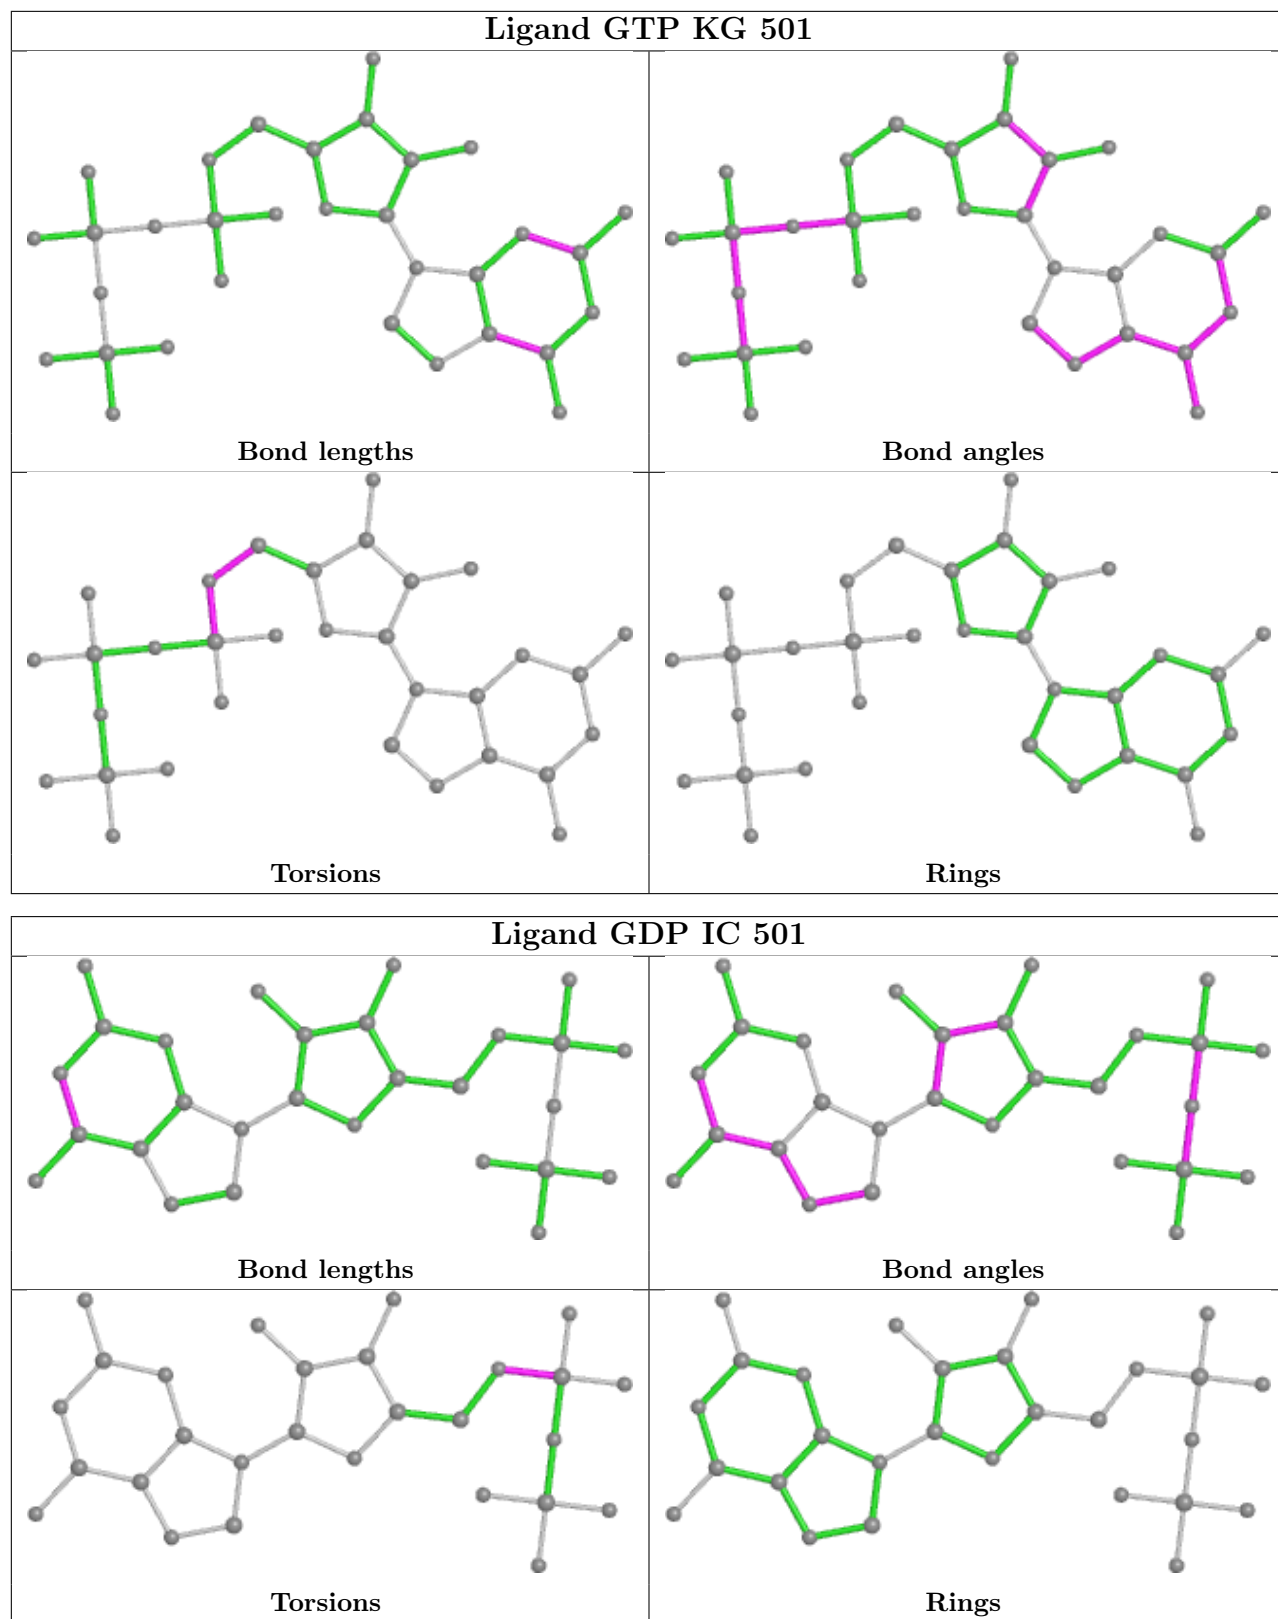 Ligand GTP KG 501
Bond lengths
Bond angles
Torsions
Rings
Ligand GDP IC 501
Bond lengths
Bond angles
Torsions
Rings